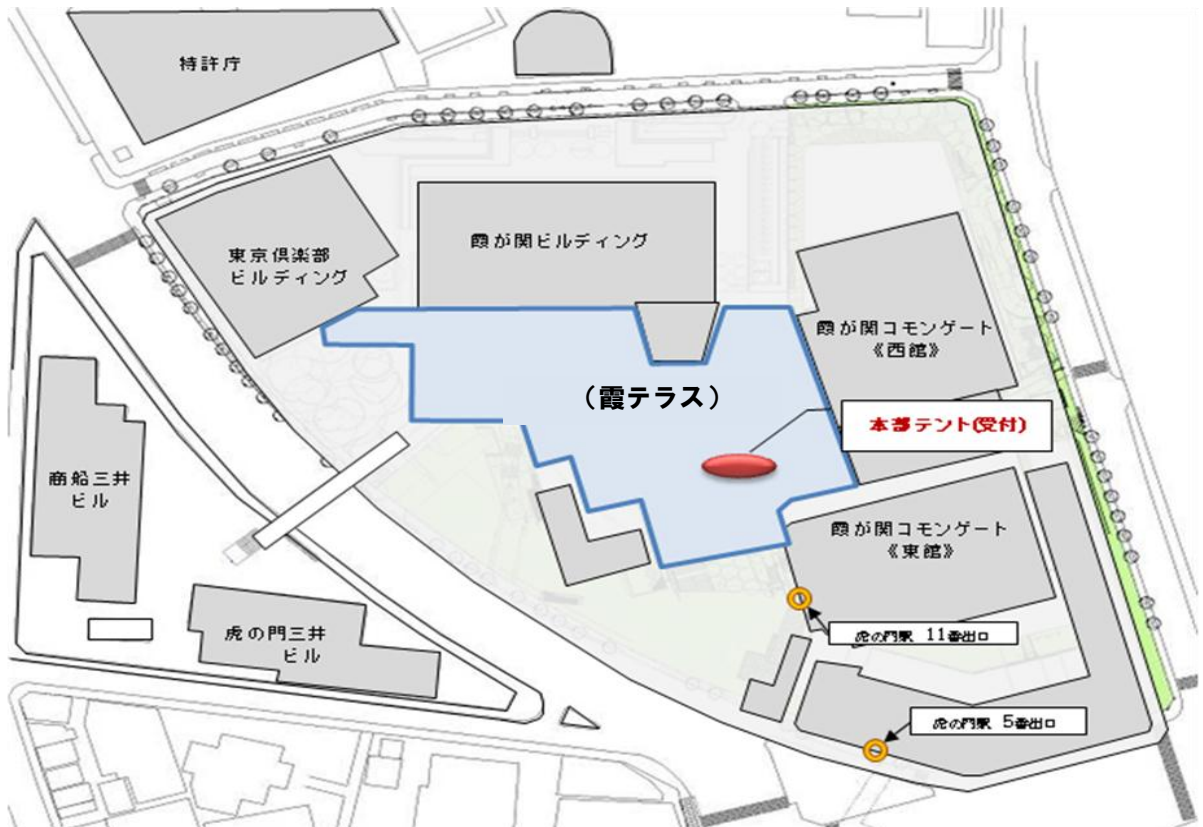 特許庁
東京倶楽部
ビルディング
霞が関ビルディング
霞が関コモンゲート
《西館》
（霞テラス）
本部テント(受付)
商船三井
ビル
霞が関コモンゲート
《東館》
虎の門三井
ビル
虎の門駅 11番出口
虎の門駅 5番出口